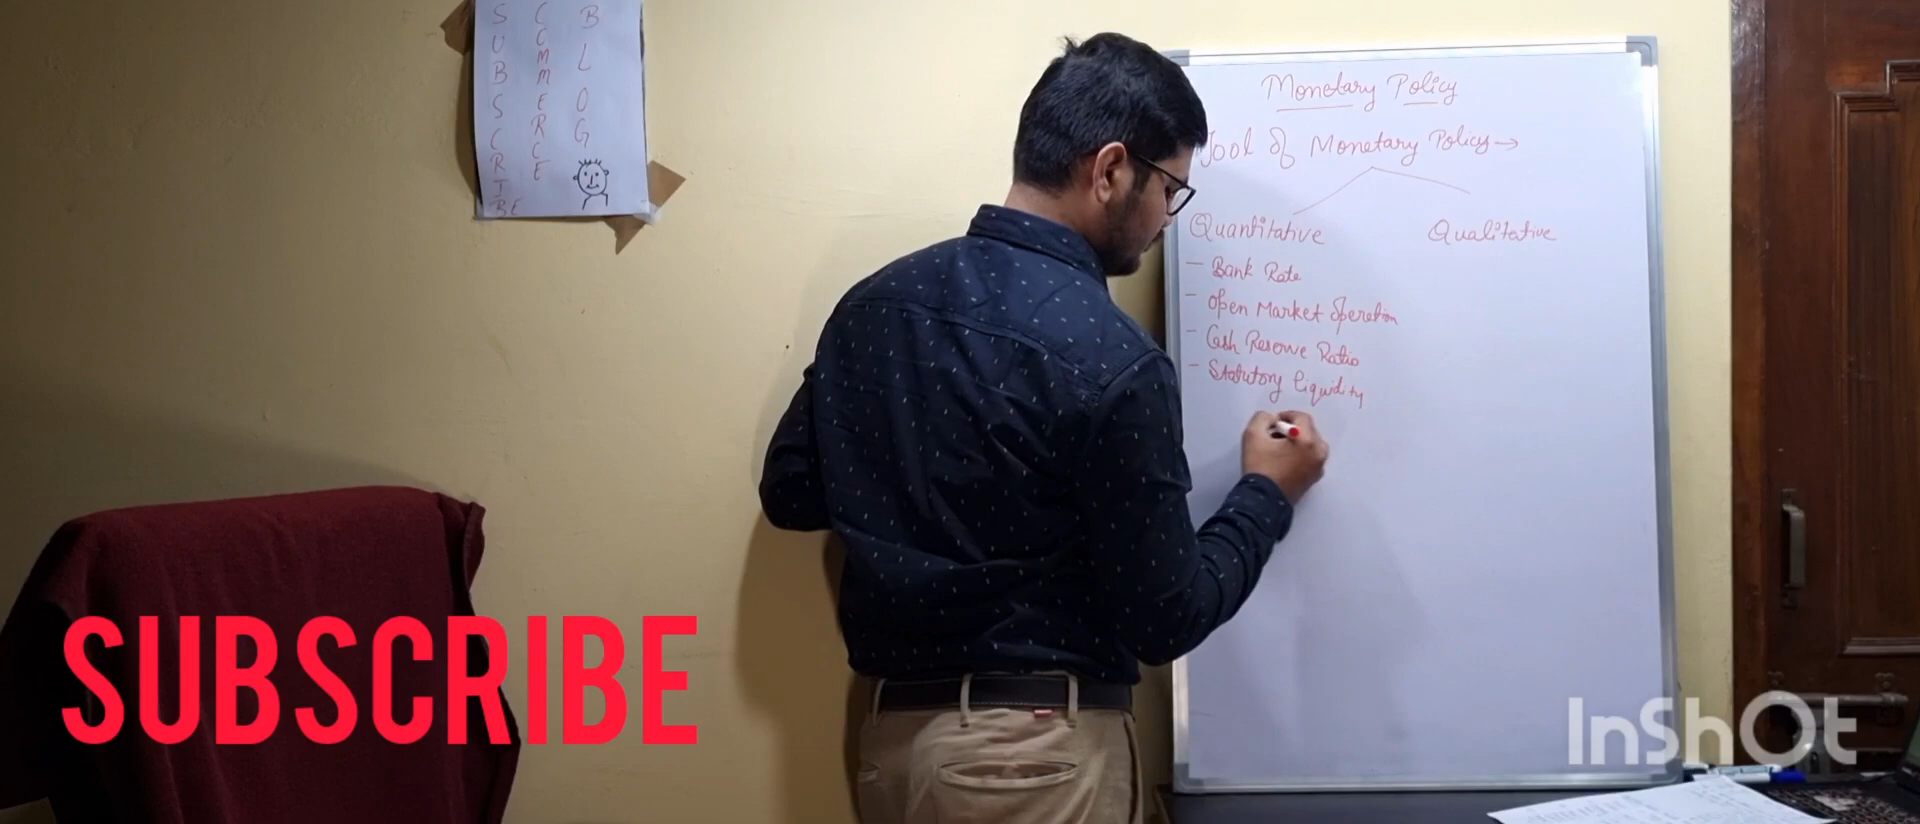 SUBSCRIBE
COMMERCE
BLOG
Monetary Policy
Tool of Monetary Policy →
Quantitative
Qualitative
- Bank Rate
- Open Market Operation
- Cash Reserve Ratio
- Statutory liquidity
SUBSCRIBE
InShOt